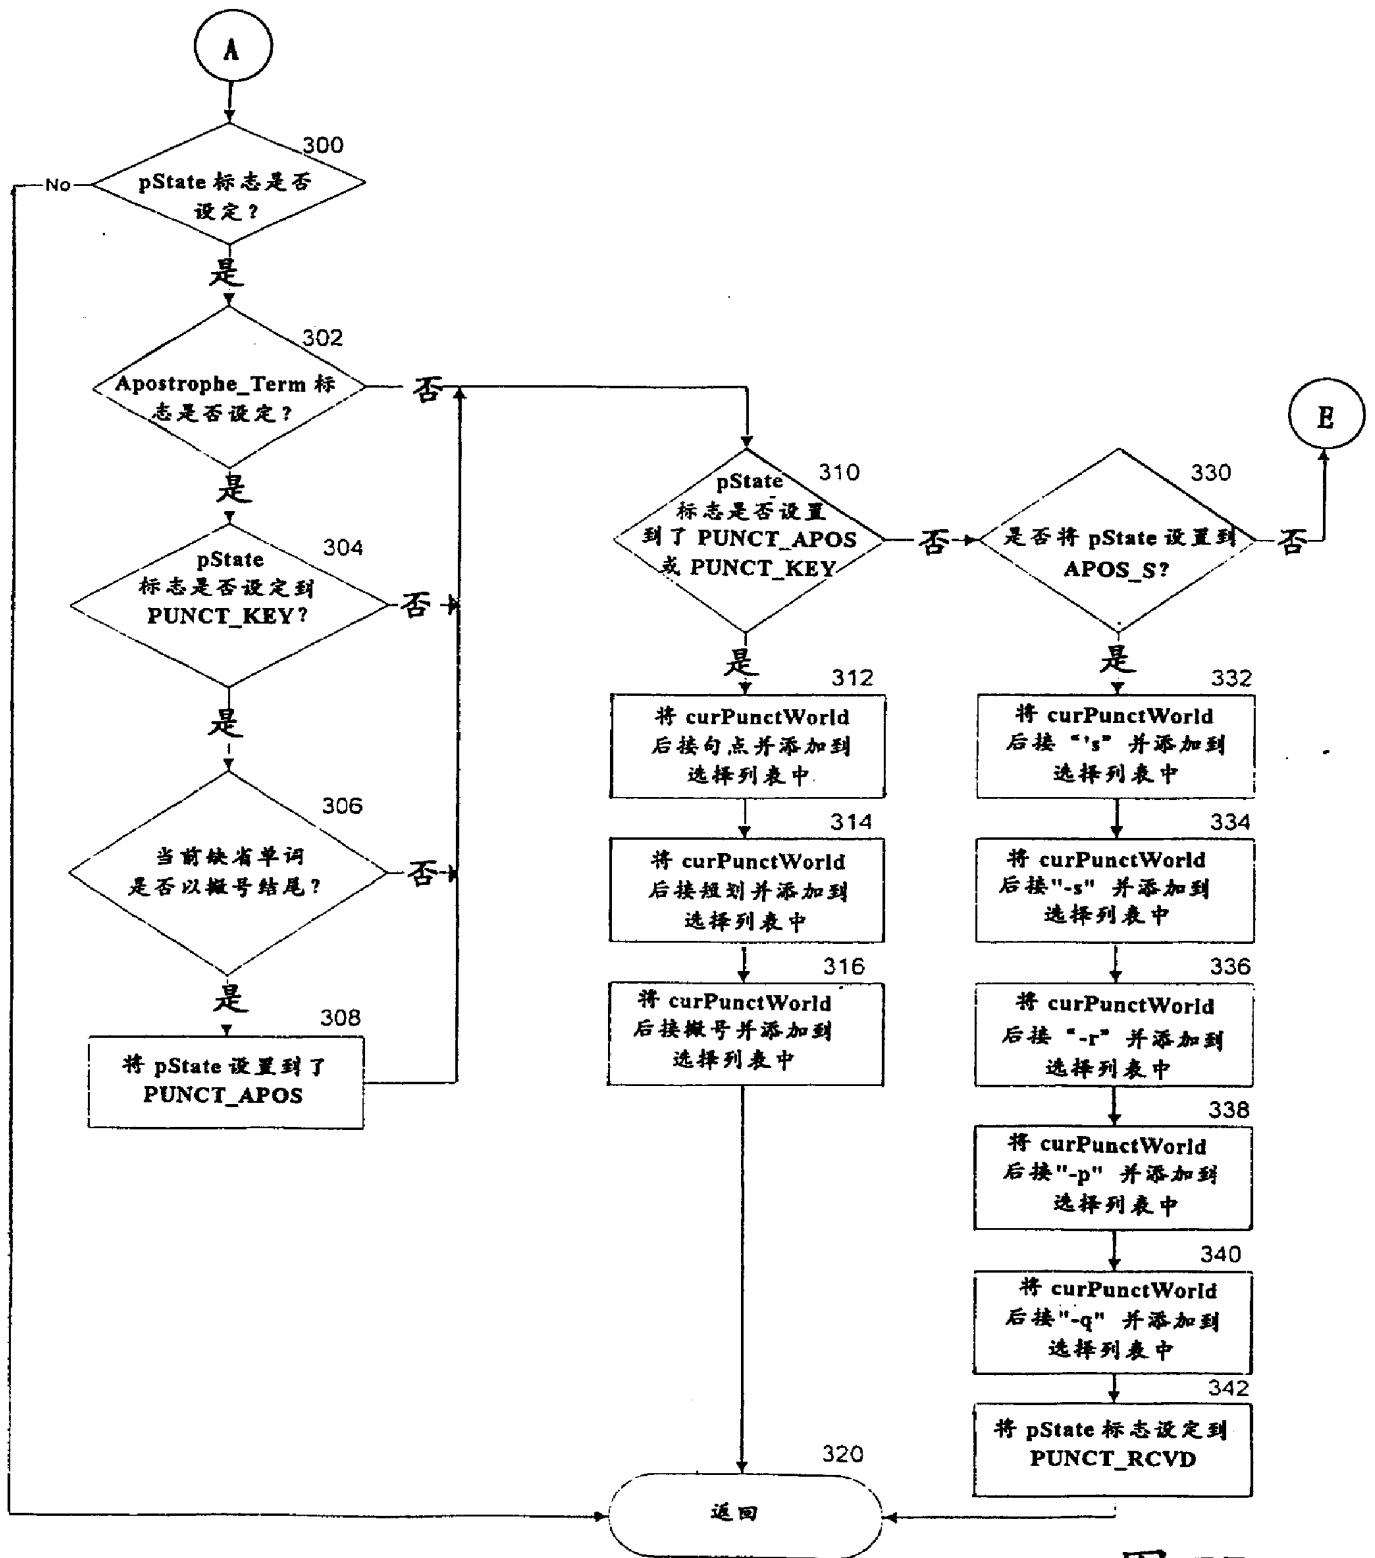 A
300
pState 标志是否
设定？
No
是
302
Apostrophe_Term 标
志是否设定？
否
是
304
pState
标志是否设定到
PUNCT_KEY？
否
是
306
当前缺省单词
是否以撇号结尾？
否
是
308
将 pState 设置到了
PUNCT_APOS
310
pState
标志是否设置
到了 PUNCT_APOS
或 PUNCT_KEY
否
是
312
将 curPunctWorld
后接句点并添加到
选择列表中
314
将 curPunctWorld
后接短划并添加到
选择列表中
316
将 curPunctWorld
后接撇号并添加到
选择列表中
320
返回
330
是否将 pState 设置到
APOS_S?
否
E
是
332
将 curPunctWorld
后接 “'s” 并添加到
选择列表中
334
将 curPunctWorld
后接"-s" 并添加到
选择列表中
336
将 curPunctWorld
后接 “-r” 并添加到
选择列表中
338
将 curPunctWorld
后接"-p" 并添加到
选择列表中
340
将 curPunctWorld
后接"-q" 并添加到
选择列表中
342
将 pState 标志设定到
PUNCT_RCVD